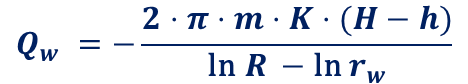 Q_w = − (2 · π · m · K · (H − h)) / (ln R − ln r_w)